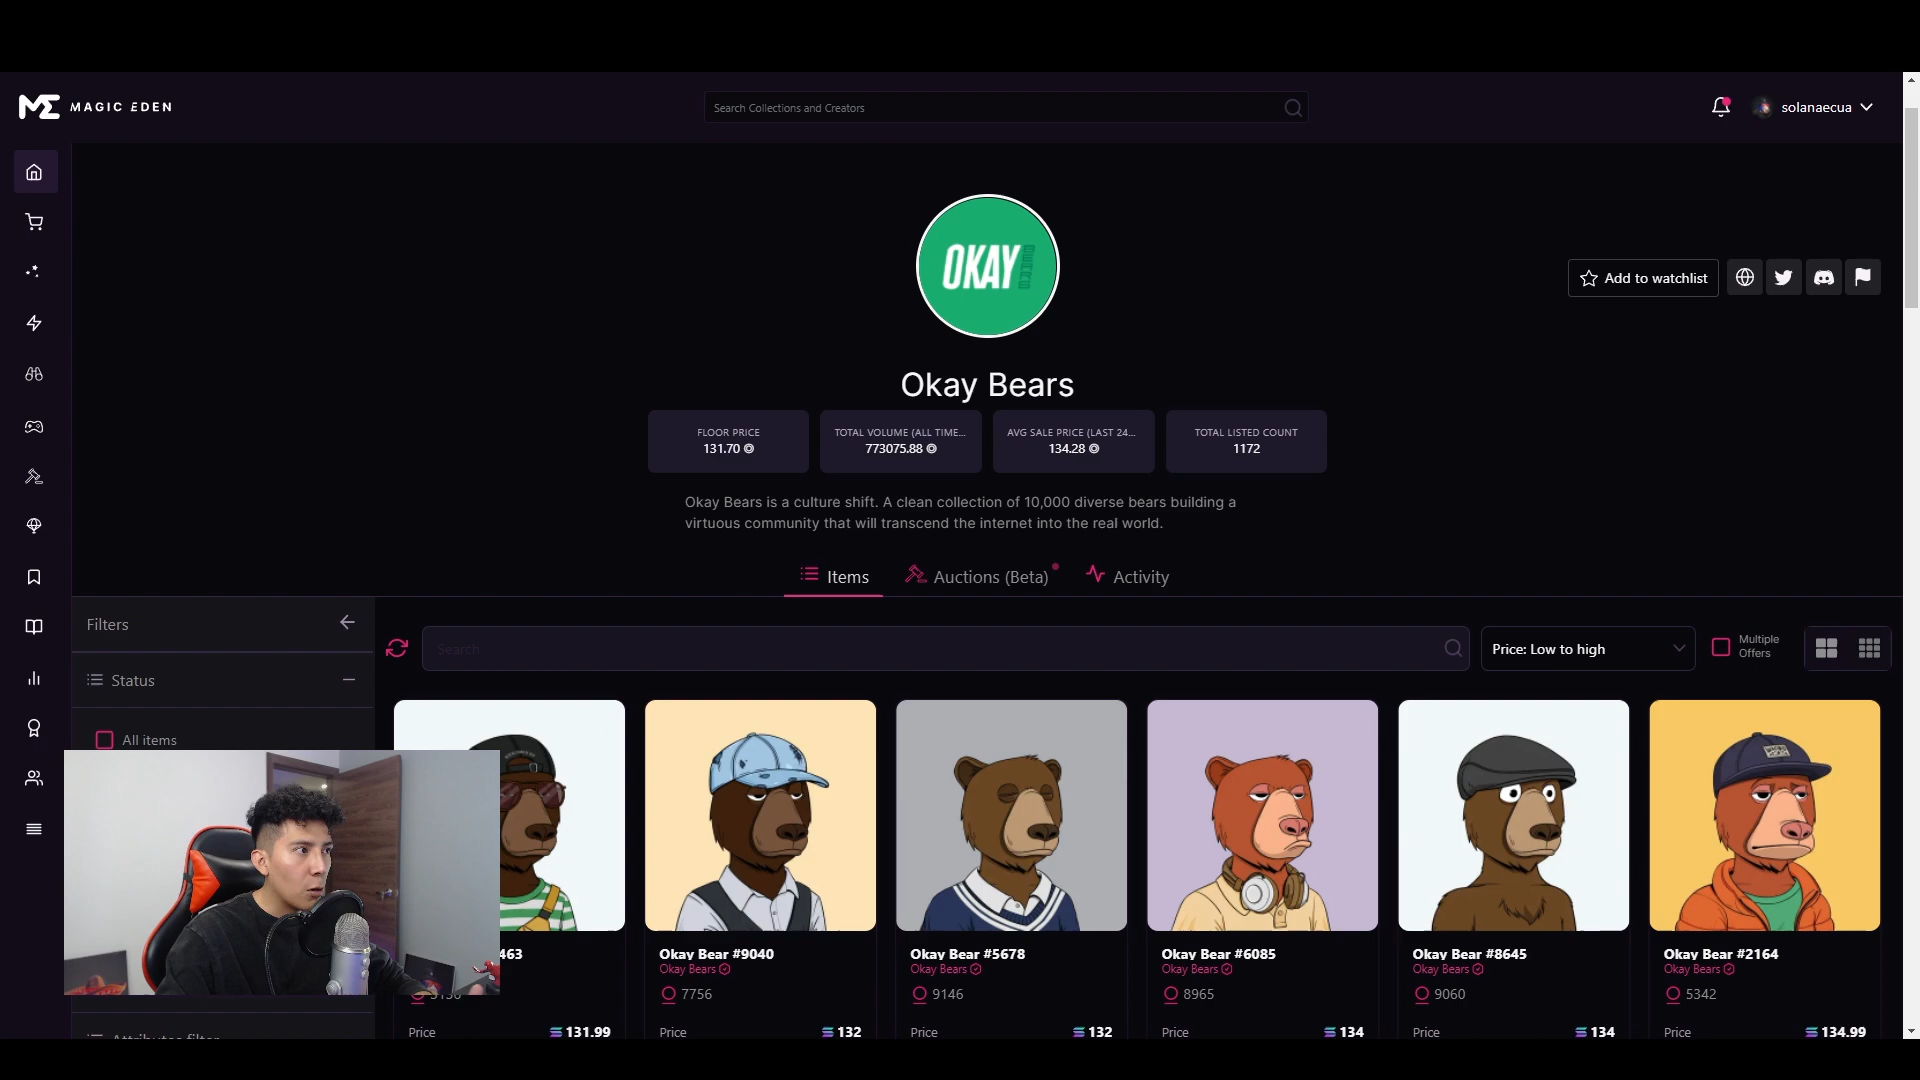 MAGIC EDEN
Search Collections and Creators
solanaecua
OKAY
BEARS
Add to watchlist
Okay Bears
FLOOR PRICE
131.70
TOTAL VOLUME (ALL TIME...
773075.88
AVG SALE PRICE (LAST 24...
134.28
TOTAL LISTED COUNT
1172
Okay Bears is a culture shift. A clean collection of 10,000 diverse bears building a
virtuous community that will transcend the internet into the real world.
Items
Auctions (Beta)
Activity
Filters
Search
Price: Low to high
Multiple
Offers
Status
All items
463
Okay Bear #9040
Okay Bear #5678
Okay Bear #6085
Okay Bear #8645
Okay Bear #2164
Okay Bears
Okay Bears
Okay Bears
Okay Bears
Okay Bears
7756
9146
8965
9060
5342
Price
131.99
Price
132
Price
132
Price
134
Price
134
Price
134.99
Attributes filter